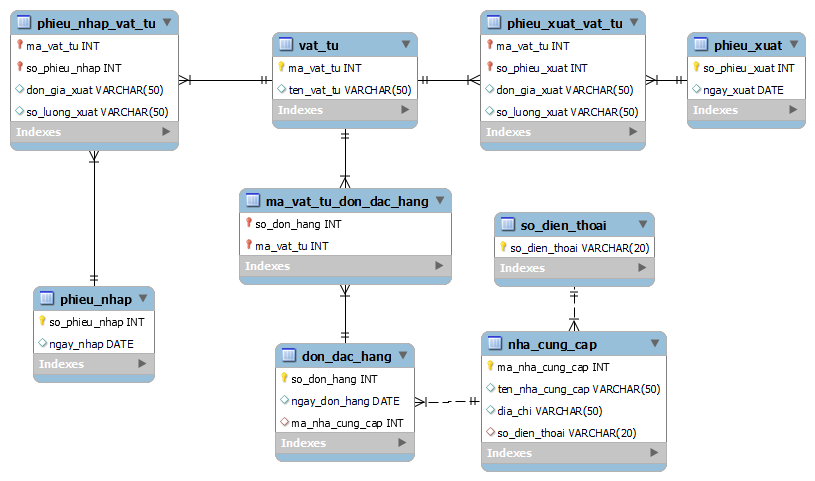 phieu_nhap_vat_tu
ma_vat_tu INT
so_phieu_nhap INT
don_gia_xuat VARCHAR(50)
so_luong_xuat VARCHAR(50)
Indexes
vat_tu
ma_vat_tu INT
ten_vat_tu VARCHAR(50)
Indexes
phieu_xuat_vat_tu
ma_vat_tu INT
so_phieu_xuat INT
don_gia_xuat VARCHAR(50)
so_luong_xuat VARCHAR(50)
Indexes
phieu_xuat
so_phieu_xuat INT
ngay_xuat DATE
Indexes
ma_vat_tu_don_dac_hang
so_don_hang INT
ma_vat_tu INT
Indexes
so_dien_thoai
so_dien_thoai VARCHAR(20)
Indexes
phieu_nhap
so_phieu_nhap INT
ngay_nhap DATE
Indexes
don_dac_hang
so_don_hang INT
ngay_don_hang DATE
ma_nha_cung_cap INT
Indexes
nha_cung_cap
ma_nha_cung_cap INT
ten_nha_cung_cap VARCHAR(50)
dia_chi VARCHAR(50)
so_dien_thoai VARCHAR(20)
Indexes